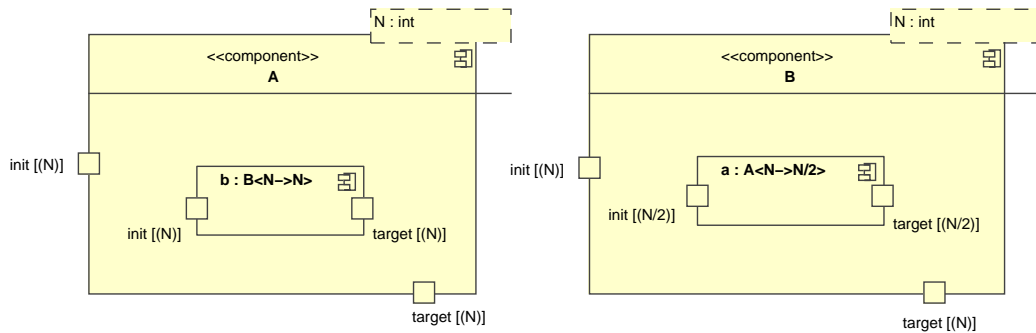 N : int
<<component>>
A
init [(N)]
b : B<N−>N>
init [(N)]
target [(N)]
target [(N)]
N : int
<<component>>
B
init [(N)]
a : A<N−>N/2>
init [(N/2)]
target [(N/2)]
target [(N)]